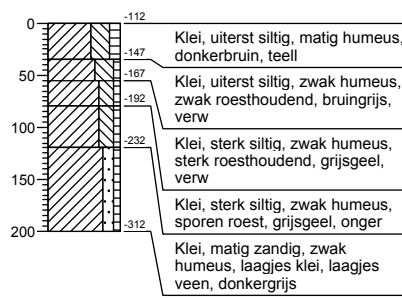 0
50
100
150
200
-112
-147
-167
-192
-232
-312
Klei, uiterst siltig, matig humeus,
donkerbruin, teell
Klei, uiterst siltig, zwak humeus,
zwak roesthoudend, bruingrijs,
verw
Klei, sterk siltig, zwak humeus,
sterk roesthoudend, grijsgeel,
verw
Klei, sterk siltig, zwak humeus,
sporen roest, grijsgeel, onger
Klei, matig zandig, zwak
humeus, laagjes klei, laagjes
veen, donkergrijs